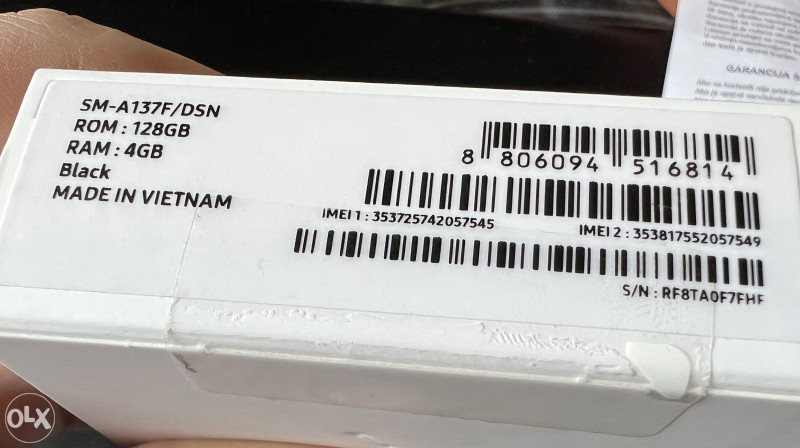 GARANCIJA S
SM-A137F/DSN
ROM : 128GB
RAM : 4GB
Black
MADE IN VIETNAM
8 806094 516814
IMEI 1 : 353725742057545
IMEI 2 : 353817552057549
S/N : RF8TA0F7FHF
OLX